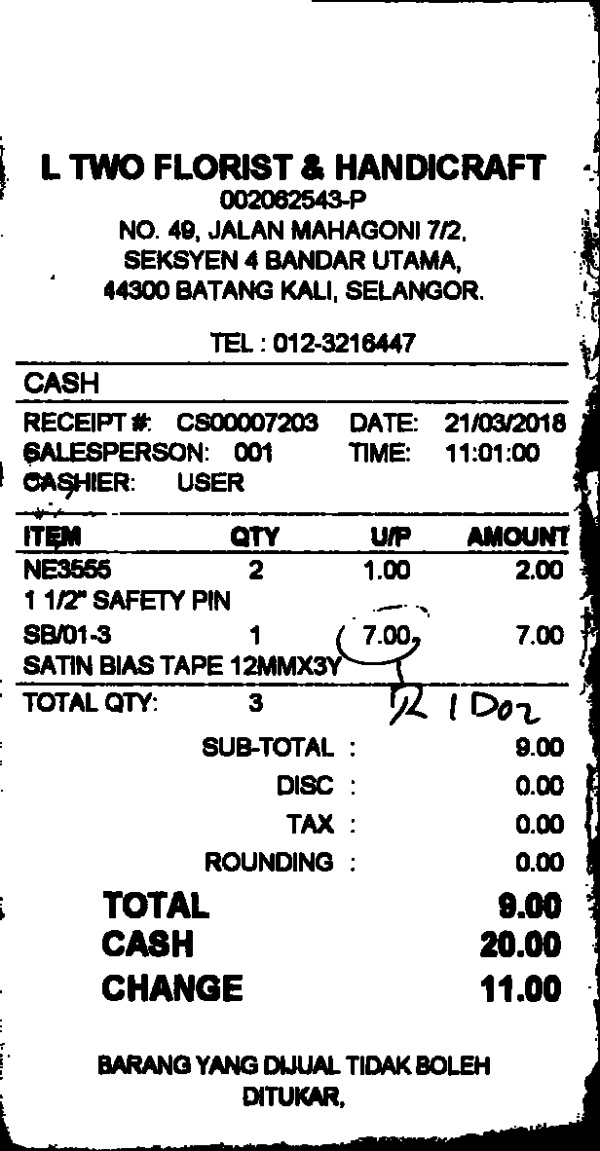 L TWO FLORIST & HANDICRAFT
002062543-P
NO. 49, JALAN MAHAGONI 7/2,
SEKSYEN 4 BANDAR UTAMA,
44300 BATANG KALI, SELANGOR.
TEL : 012-3216447
CASH
RECEIPT #: CS00007203 DATE: 21/03/2018
SALESPERSON: 001 TIME: 11:01:00
CASHIER: USER
ITEM QTY U/P AMOUNT
NE3555 2 1.00 2.00
1 1/2" SAFETY PIN
SB/01-3 1 7.00 7.00
SATIN BIAS TAPE 12MMX3Y
TOTAL QTY: 3
SUB-TOTAL : 9.00
DISC : 0.00
TAX : 0.00
ROUNDING : 0.00
TOTAL 9.00
CASH 20.00
CHANGE 11.00
BARANG YANG DIJUAL TIDAK BOLEH
DITUKAR,